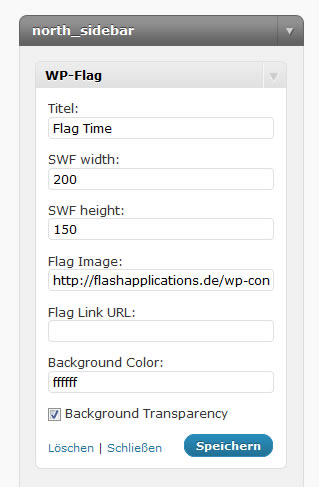 north_sidebar
WP-Flag
Titel:
Flag Time
SWF width:
200
SWF height:
150
Flag Image:
http://flashapplications.de/wp-con
Flag Link URL:
Background Color:
ffffff
Background Transparency
Löschen | Schließen Speichern